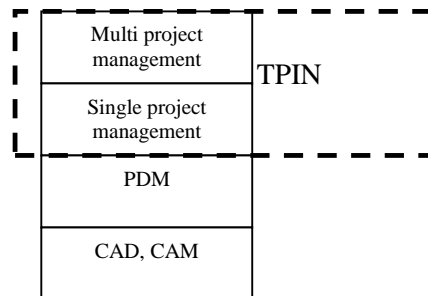 Multi project
management
TPIN
Single project
management
PDM
CAD, CAM